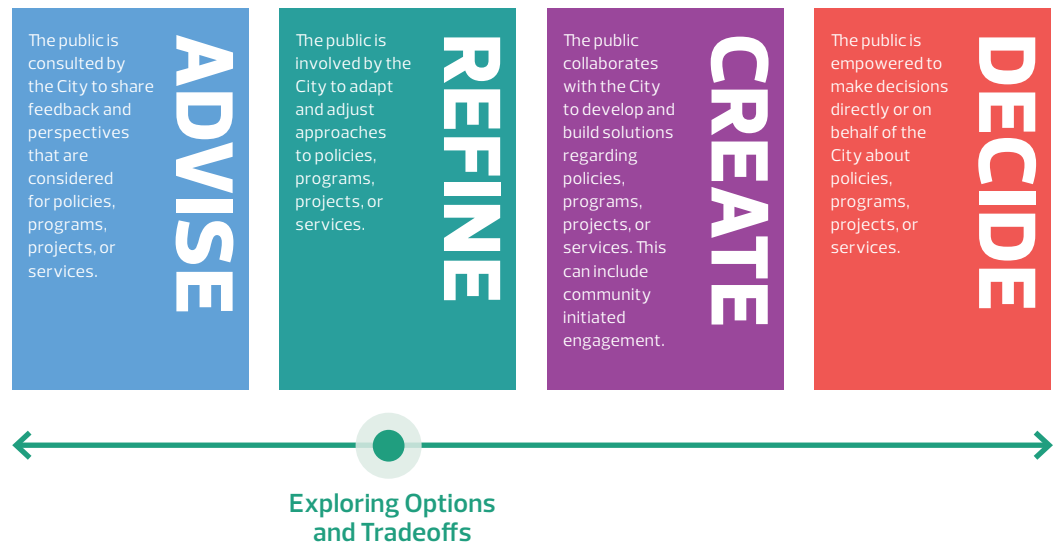 The public is
consulted by
the City to share
feedback and
perspectives
that are
considered
for policies,
programs,
projects, or
services.
ADVISE
The public is
involved by the
City to adapt
and adjust
approaches
to policies,
programs,
projects, or
services.
REFINE
The public
collaborates
with the City
to develop and
build solutions
regarding
policies,
programs,
projects, or
services. This
can include
community
initiated
engagement.
CREATE
The public is
empowered to
make decisions
directly or on
behalf of the
City about
policies,
programs,
projects, or
services.
DECIDE
Exploring Options
and Tradeoffs